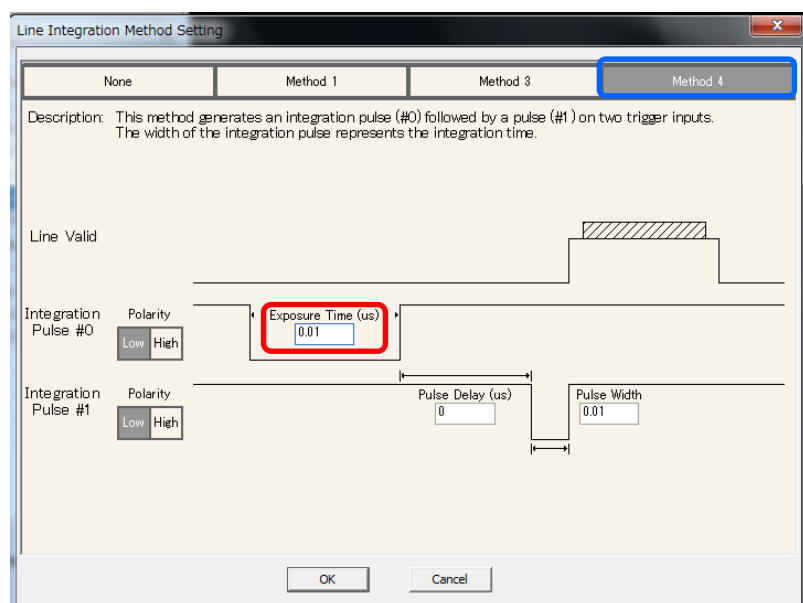 Line Integration Method Setting
None Method 1 Method 3 Method 4
Description: This method generates an integration pulse (#0) followed by a pulse (#1) on two trigger inputs.
The width of the integration pulse represents the integration time.
Line Valid
Integration Pulse #0
Polarity
Low High
Exposure Time (us)
0.01
Integration Pulse #1
Polarity
Low High
Pulse Delay (us)
0
Pulse Width
0.01
OK Cancel